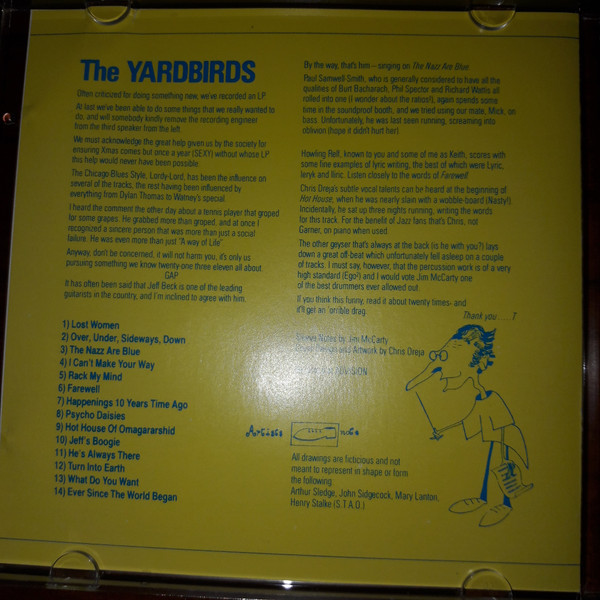 The YARDBIRDS
Often criticized for doing something new, we've recorded an LP
At last we've been able to do some things that we really wanted to
do, and will somebody kindly remove the recording engineer
from the third speaker from the left.
We must acknowledge the great help given us by the society for
ensuring Xmas comes but once a year (SEXY) without whose LP
this help would never have been possible.
The Chicago Blues Style, Lordy-Lord, has been the influence on
several of the tracks, the rest having been influenced by
everything from Dylan Thomas to Watney's special.
I heard the comment the other day about a tennis player that groped
for some grapes. He grabbed more than groped, and at once I
recognized a sincere person that was more than just a social
failure. He was even more than just "A way of Life"
Anyway, don't be concerned, it will not harm you, it's only us
pursuing something we know twenty-one three eleven all about.
GAP
It has often been said that Jeff Beck is one of the leading
guitarists in the country, and I'm inclined to agree with him.
1) Lost Women
2) Over, Under, Sideways, Down
3) The Nazz Are Blue
4) I Can't Make Your Way
5) Rack My Mind
6) Farewell
7) Happenings 10 Years Time Ago
8) Psycho Daisies
9) Hot House Of Omagararshid
10) Jeff's Boogie
11) He's Always There
12) Turn Into Earth
13) What Do You Want
14) Ever Since The World Began
By the way, that's him – singing on The Nazz Are Blue.
Paul Samwell-Smith, who is generally considered to have all the
qualities of Burt Bacharach, Phil Spector and Richard Wattis all
rolled into one (I wonder about the ratios!), again spends some
time in the soundproof booth, and we tried using our state, Mick, on
bass. Unfortunately, he was last seen running, screaming into
oblivion (hope it didn't hurt her).
Howling Relf, known to you and some of me as Keith, scores with
some fine examples of lyric writing, the best of which were Lyric,
leryk and lliric. Listen closely to the words of Farewell
Chris Dreja's subtle vocal talents can be heard at the beginning of
Hot House, when he was nearly slain with a wobble-board (Nasty!).
Incidentally, he sat up three nights running, writing the words
for this track. For the benefit of Jazz fans that's Chris, not
Garner, on piano when used.
The other geyser that's always at the back (is he with you?) lays
down a great off-beat which unfortunately fell asleep on a couple
of tracks. I must say, however, that the percussion work is of a very
high standard (Ego²) and I would vote Jim McCarty one
of the best drummers ever allowed out.
If you think this funny, read it about twenty times- and
it'll get an 'orrible drag.
Thank you . . . . ?
Notes by Jim McCarty
and Artwork by Chris Dreja
Artists note
All drawings are ficticious and not
meant to represent in shape or form
the following:
Arthur Sledge, John Sidgecock, Mary Lanton,
Henry Stalke (S.T.A.O.)